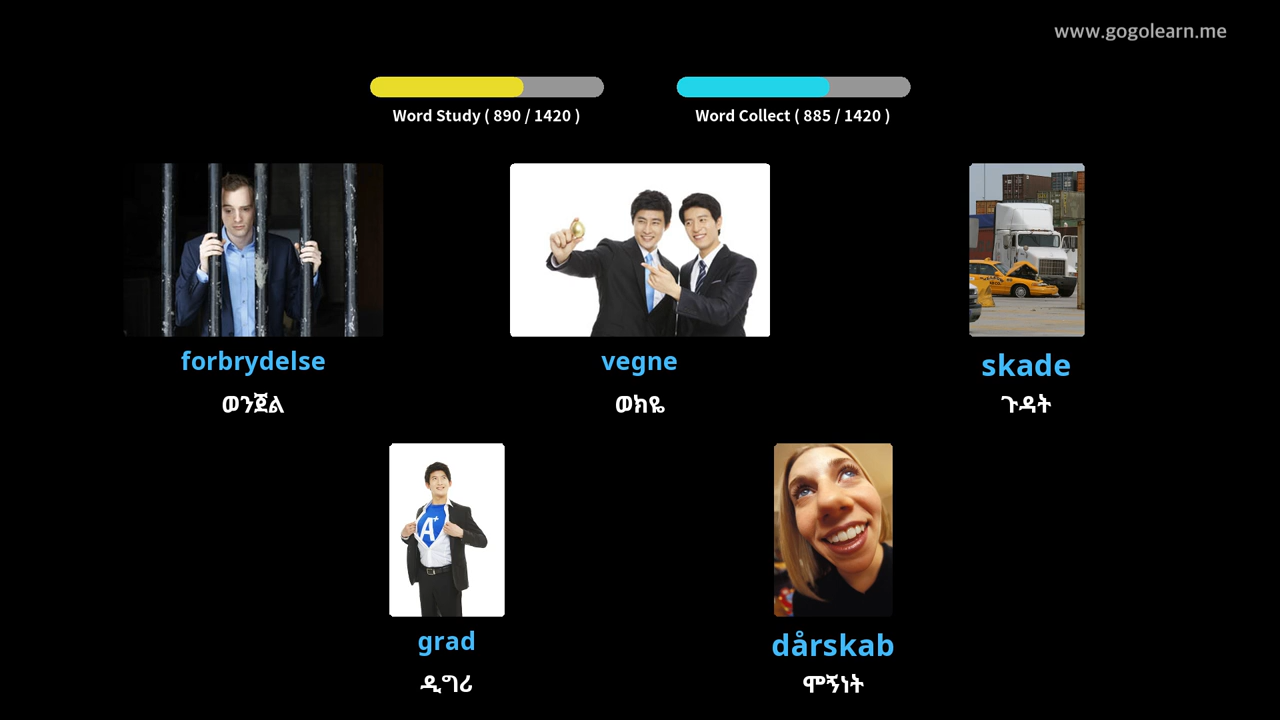 www.gogolearn.me
Word Study ( 890 / 1420 )
Word Collect ( 885 / 1420 )
forbrydelse
ወንጀል
vegne
ወክዬ
skade
ጉዳት
A+
grad
ዲግሪ
dårskab
ሞኝነት